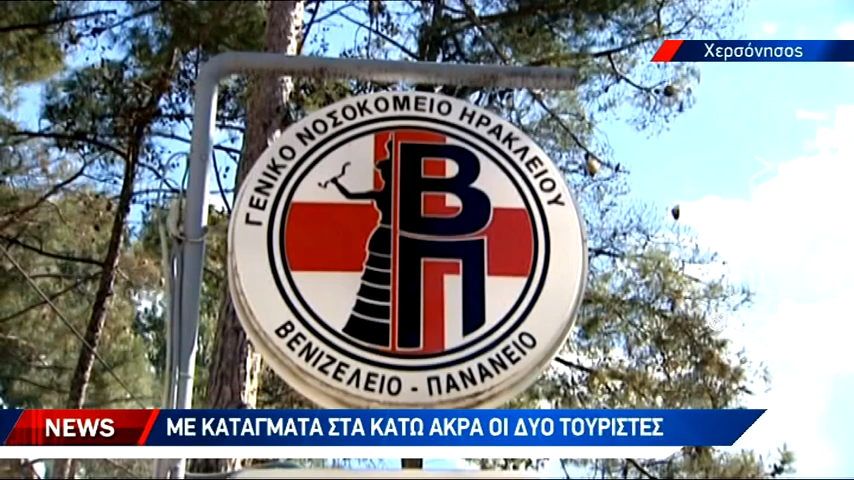 Χερσόνησος
ΓΕΝΙΚΟ ΝΟΣΟΚΟΜΕΙΟ ΗΡΑΚΛΕΙΟΥ
ΒΠ
ΒΕΝΙΖΕΛΕΙΟ - ΠΑΝΑΝΕΙΟ
NEWS ΜΕ ΚΑΤΑΓΜΑΤΑ ΣΤΑ ΚΑΤΩ ΑΚΡΑ ΟΙ ΔΥΟ ΤΟΥΡΙΣΤΕΣ